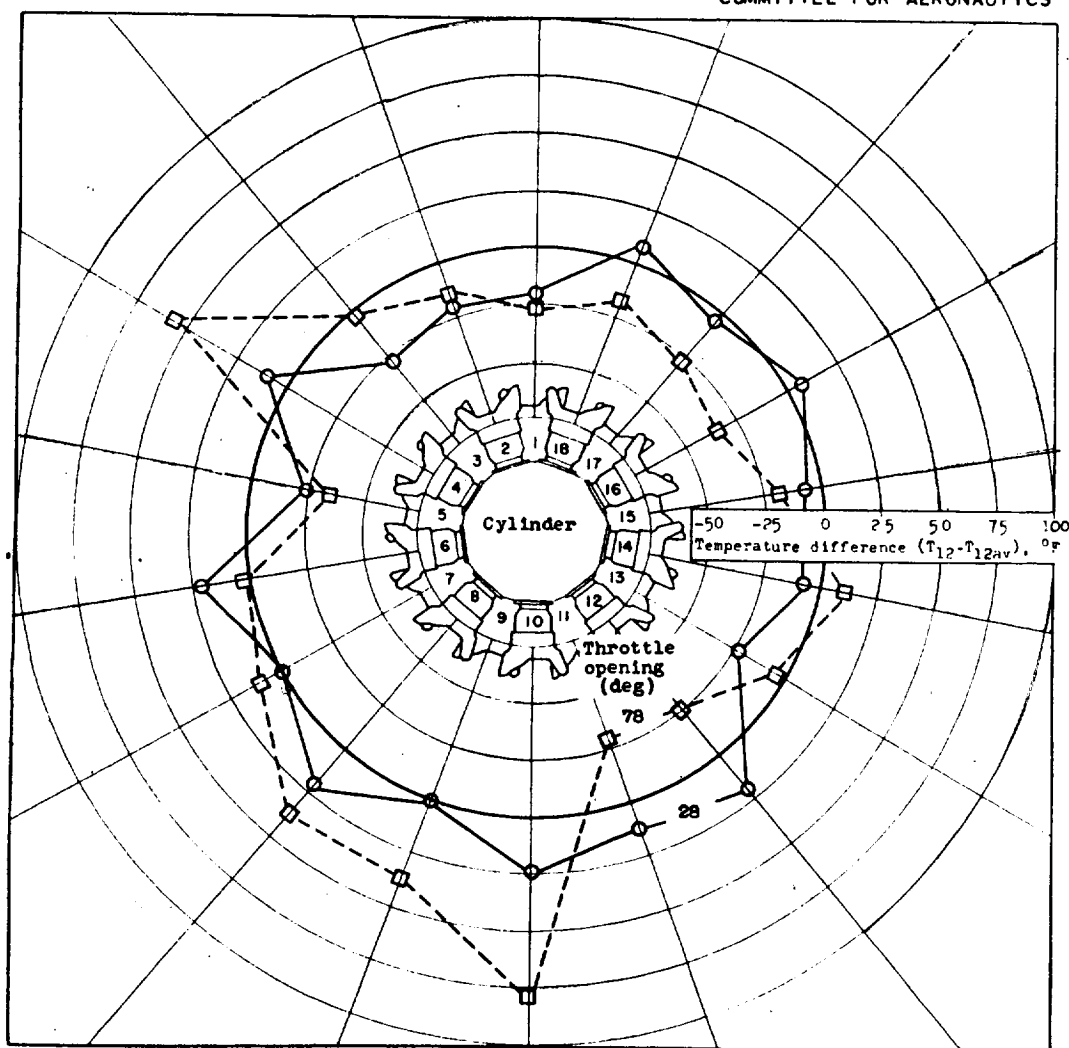 COMMITTEE FOR AERONAUTICS
1
18
17
16
15
14
13
12
11
10
9
8
7
6
5
4
3
2
Cylinder
-50 -25 0 25 50 75 100
Temperature difference (T12-T12av), °F
Throttle
opening
(deg)
78
28